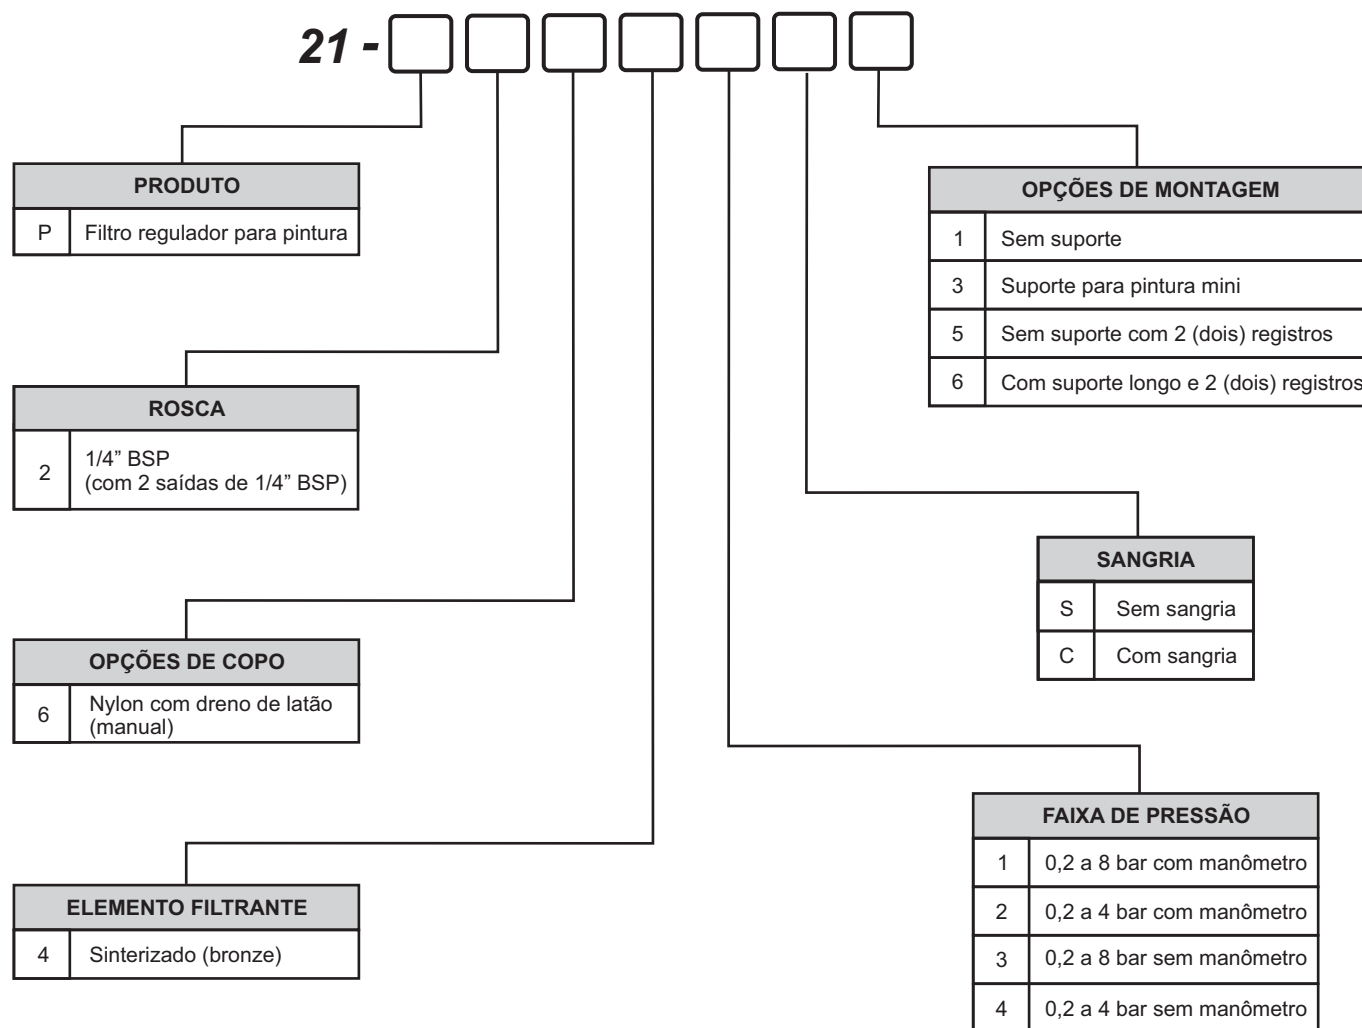 21 -
PRODUTO
P Filtro regulador para pintura
ROSCA
2 1/4” BSP
(com 2 saídas de 1/4” BSP)
OPÇÕES DE COPO
6 Nylon com dreno de latão
(manual)
ELEMENTO FILTRANTE
4 Sinterizado (bronze)
OPÇÕES DE MONTAGEM
1 Sem suporte
3 Suporte para pintura mini
5 Sem suporte com 2 (dois) registros
6 Com suporte longo e 2 (dois) registros
SANGRIA
S Sem sangria
C Com sangria
FAIXA DE PRESSÃO
1 0,2 a 8 bar com manômetro
2 0,2 a 4 bar com manômetro
3 0,2 a 8 bar sem manômetro
4 0,2 a 4 bar sem manômetro